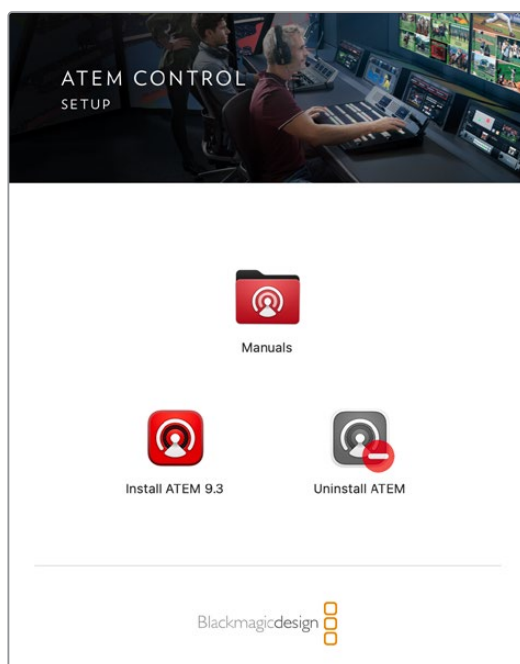 ATEM CONTROL
SETUP
Manuals
Install ATEM 9.3
Uninstall ATEM
Blackmagicdesign